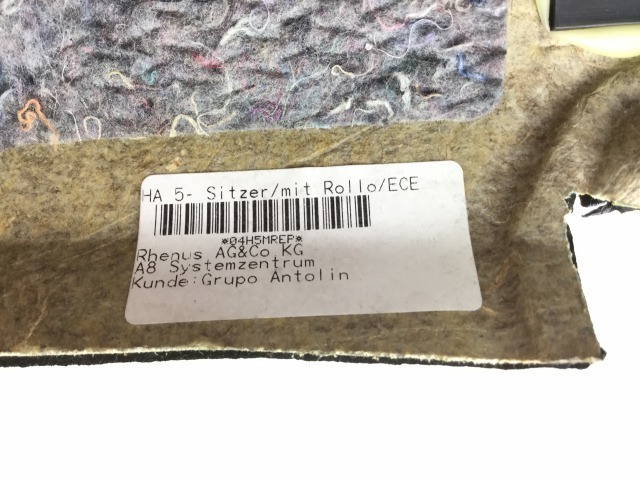 HA 5- Sitzer/mit Rollo/ECE
*04H5MREP*
Rhenus AG&Co KG
A8 Systemzentrum
Kunde:Grupo Antolin